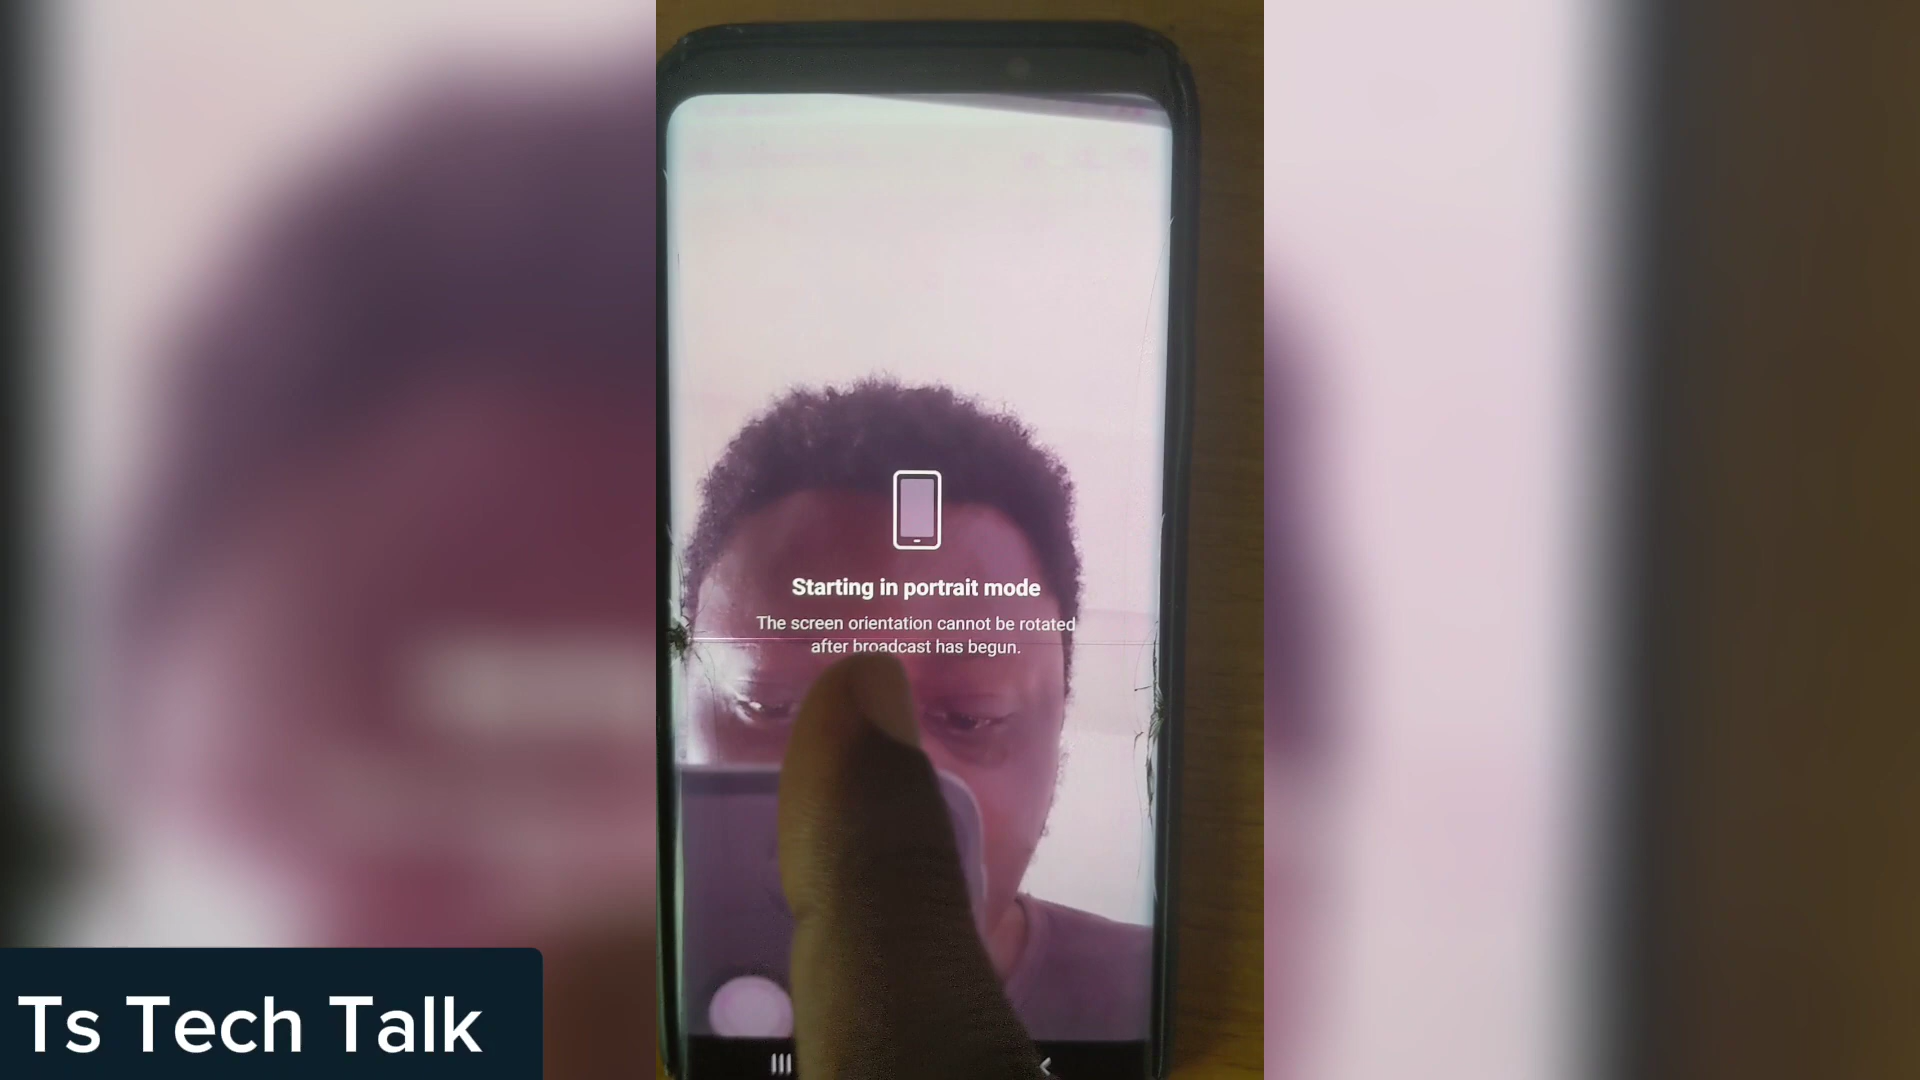 Starting in portrait mode
The screen orientation cannot be rotated
after broadcast has begun.
Ts Tech Talk